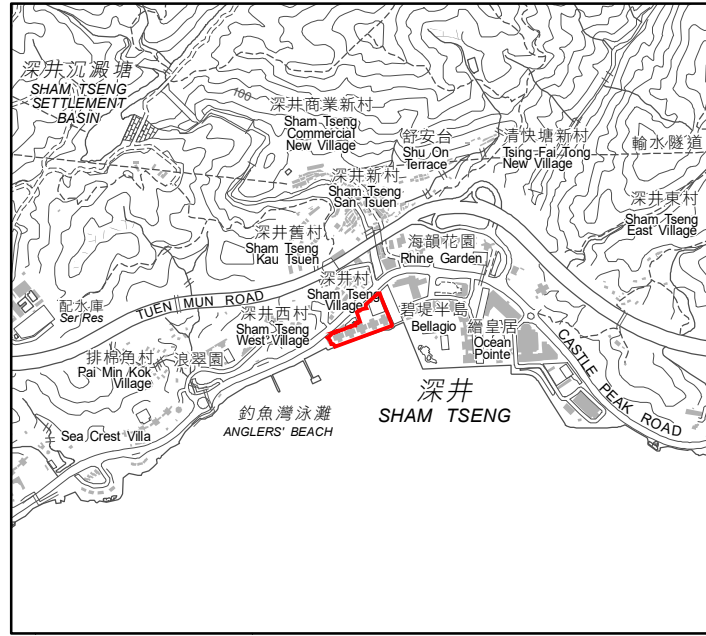 深井沉澱塘
SHAM TSENG
SETTLEMENT
BASIN
100
深井商業新村
Sham Tseng
Commercial
New Village
舒安台
Shu On
Terrace
清快塘新村
Tsing Fai Tong
New Village
輸水隧道
深井新村
Sham Tseng
San Tsuen
深井東村
Sham Tseng
East Village
深井舊村
Sham Tseng
Kau Tsuen
海韻花園
Rhine Garden
深井村
Sham Tseng
Village
配水庫
Ser Res
TUEN MUN ROAD
深井西村
Sham Tseng
West Village
碧堤半島
Bellagio
縉皇居
Ocean
Pointe
排棉角村
Pai Min Kok
Village
浪翠園
CASTLE PEAK ROAD
深井
SHAM TSENG
釣魚灣泳灘
ANGLERS' BEACH
Sea Crest Villa